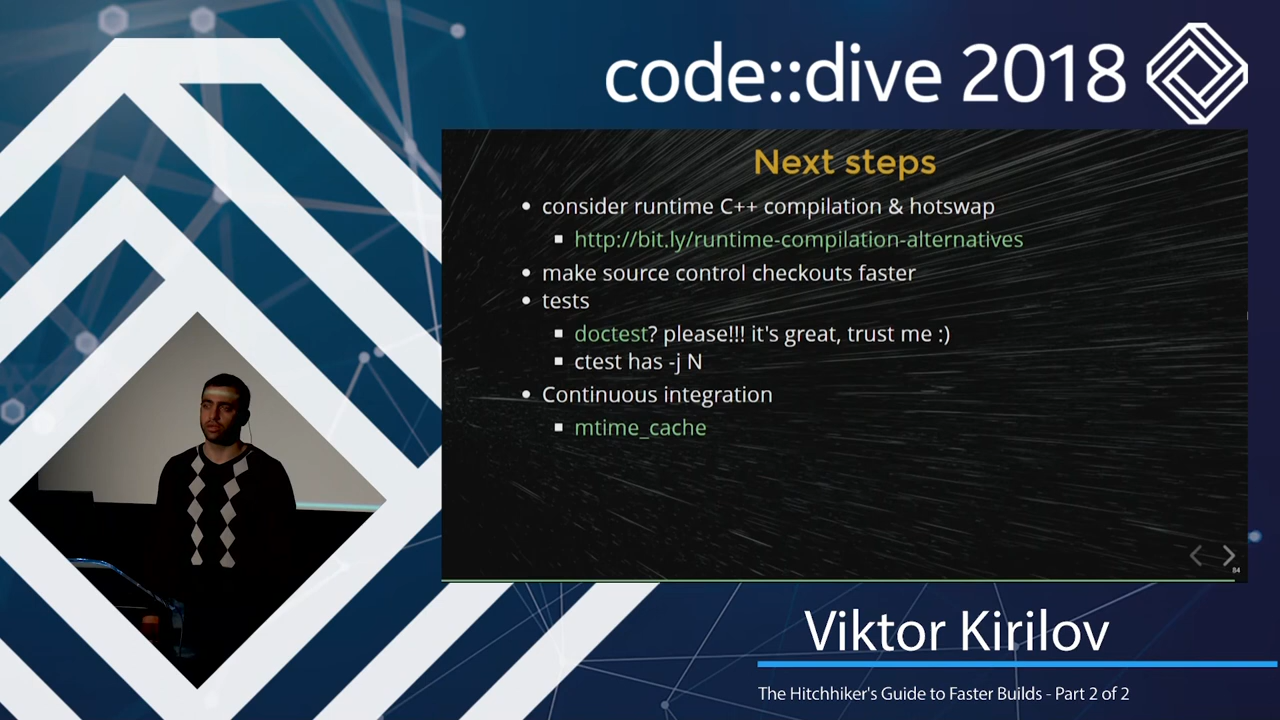 code::dive 2018
Next steps
• consider runtime C++ compilation & hotswap
▪ http://bit.ly/runtime-compilation-alternatives
• make source control checkouts faster
• tests
▪ doctest? please!!! it's great, trust me :)
▪ ctest has -j N
• Continuous integration
▪ mtime_cache
84
Viktor Kirilov
The Hitchhiker's Guide to Faster Builds - Part 2 of 2